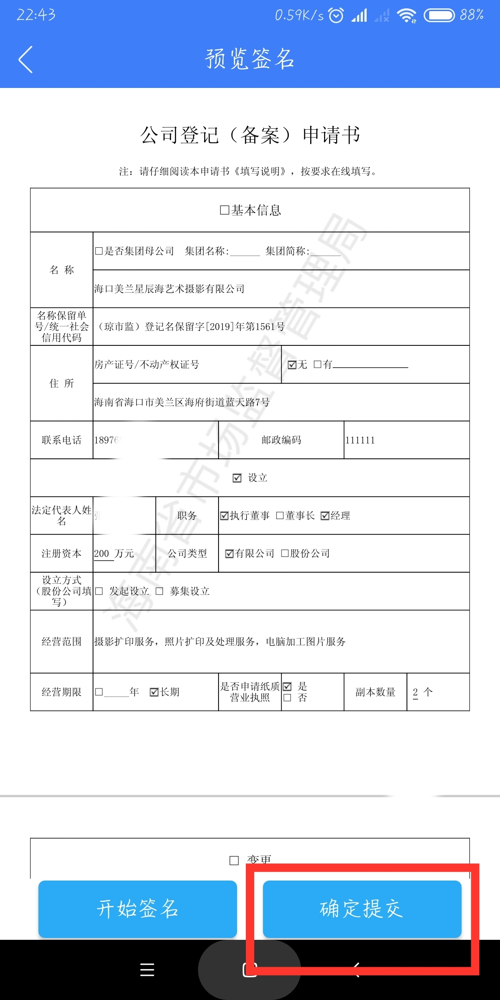 22:43 0.59K/s 88%
预览签名
公司登记（备案）申请书
注：请仔细阅读本申请书《填写说明》，按要求在线填写。
□基本信息
名 称
□是否集团母公司 集团名称:______ 集团简称:______
海口美兰星辰海艺术摄影有限公司
名称保留单
号/统一社会
信用代码
（琼市监）登记名保留字[2019]年第1561号
住 所
房产证号/不动产权证号
☑无 □有
海南省海口市美兰区海府街道蓝天路7号
联系电话
18976
邮政编码
111111
☑ 设立
法定代表人姓
名
张
职务
☑执行董事 □董事长 ☑经理
注册资本
200 万元
公司类型
☑有限公司 □股份公司
设立方式
（股份公司填
写）
□ 发起设立 □ 募集设立
经营范围
摄影扩印服务，照片扩印及处理服务，电脑加工图片服务
经营期限
□_____年 ☑长期
是否申请纸质
营业执照
☑ 是
□ 否
副本数量
2 个
海南省市场监督管理局
□ 变更
开始签名
确定提交